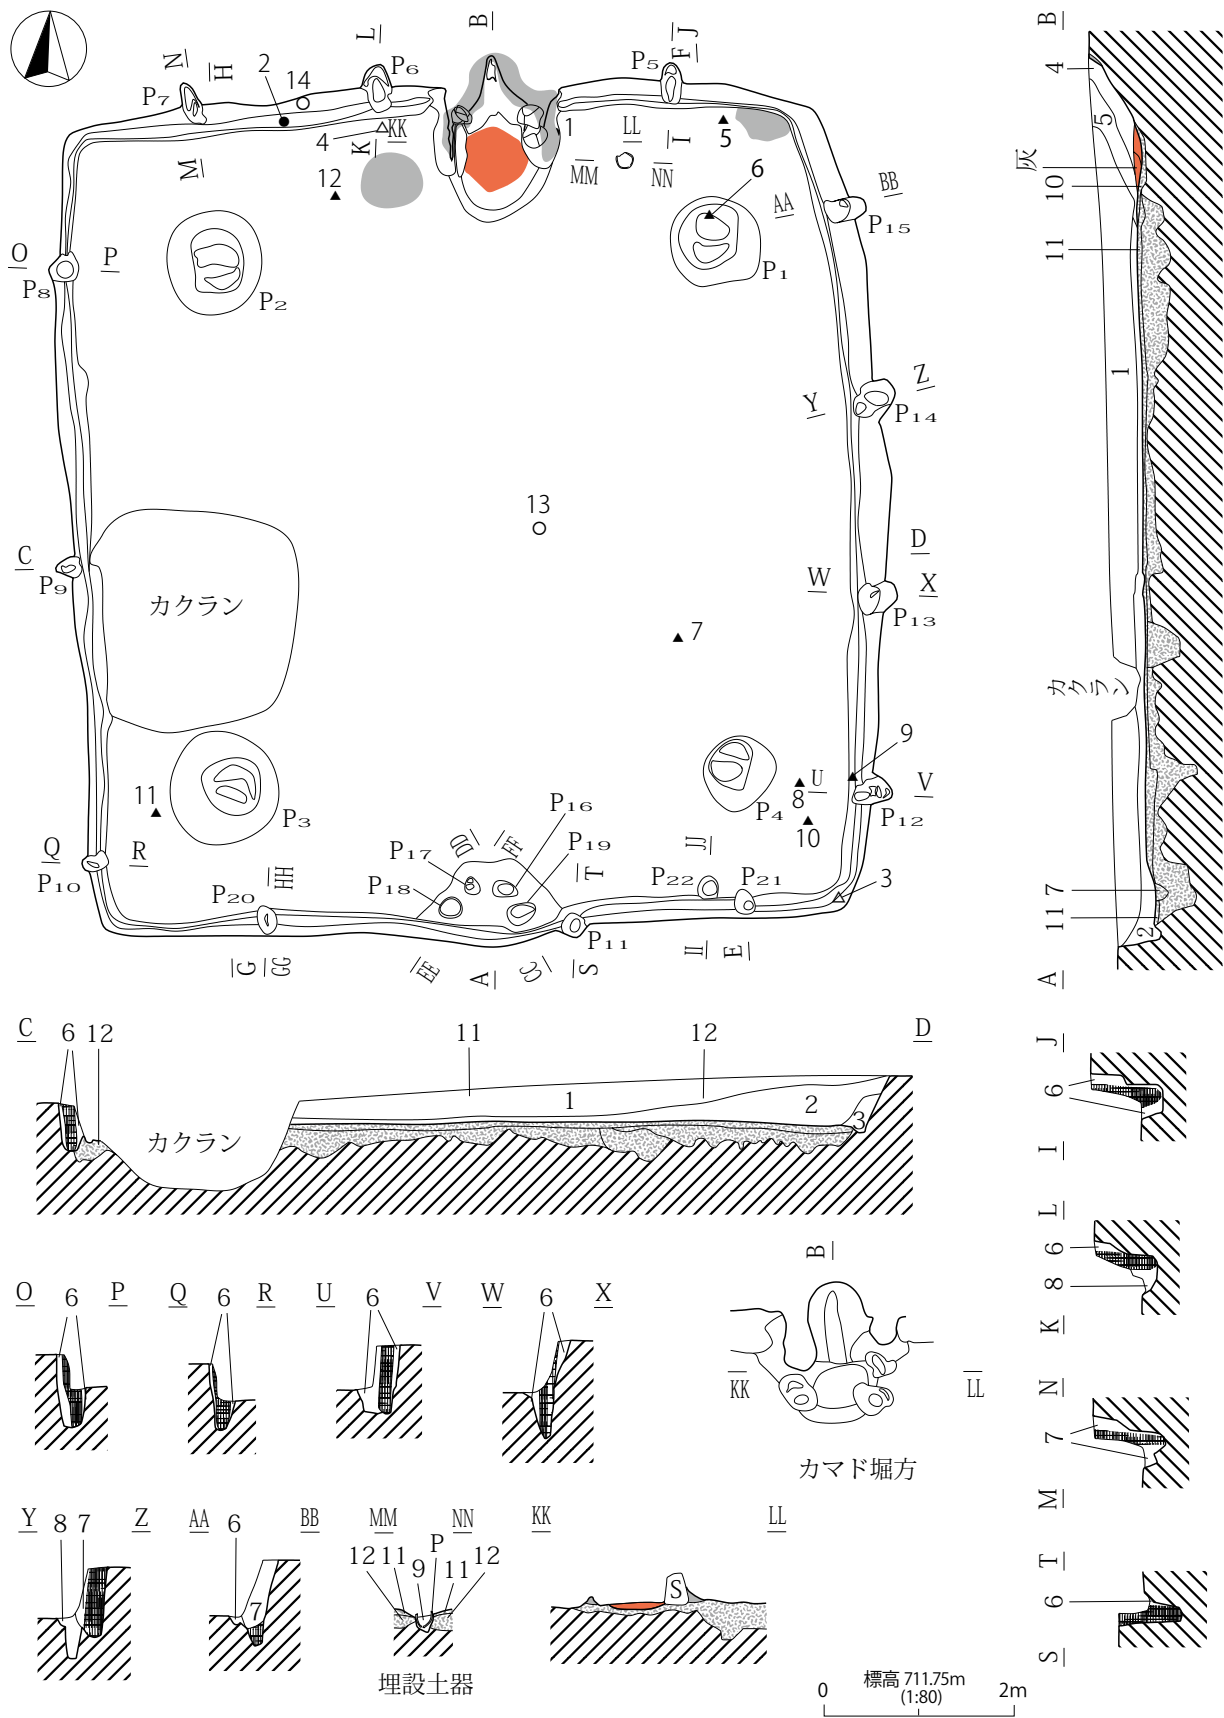 B
L
J
F
N
H
2
14
P6
P5
P7
4
KK
K
1
LL
I
5
MM
NN
M
12
6
AA
BB
P15
O
P
P8
P2
P1
Z
Y
P14
13
C
P9
カクラン
D
W
X
P13
7
9
11
P3
8
U
V
P4
10
P12
Q
R
P10
DD
FF
P16
P17
P19
P18
HH
T
JJ
P22
P21
P20
3
P11
G
GG
EE
A
CC
S
II
E
B
4
5
灰
10
11
1
カクラン
7
11
2
A
C
6
12
11
12
D
1
2
3
カクラン
J
6
I
L
6
8
K
N
7
M
T
6
S
O
6
P
Q
6
R
U
6
V
W
6
X
B
KK
LL
カマド堀方
Y
8
7
Z
AA
6
BB
7
MM
NN
P
12
11
9
11
12
埋設土器
KK
LL
S
標高 711.75m
(1:80)
0
2m